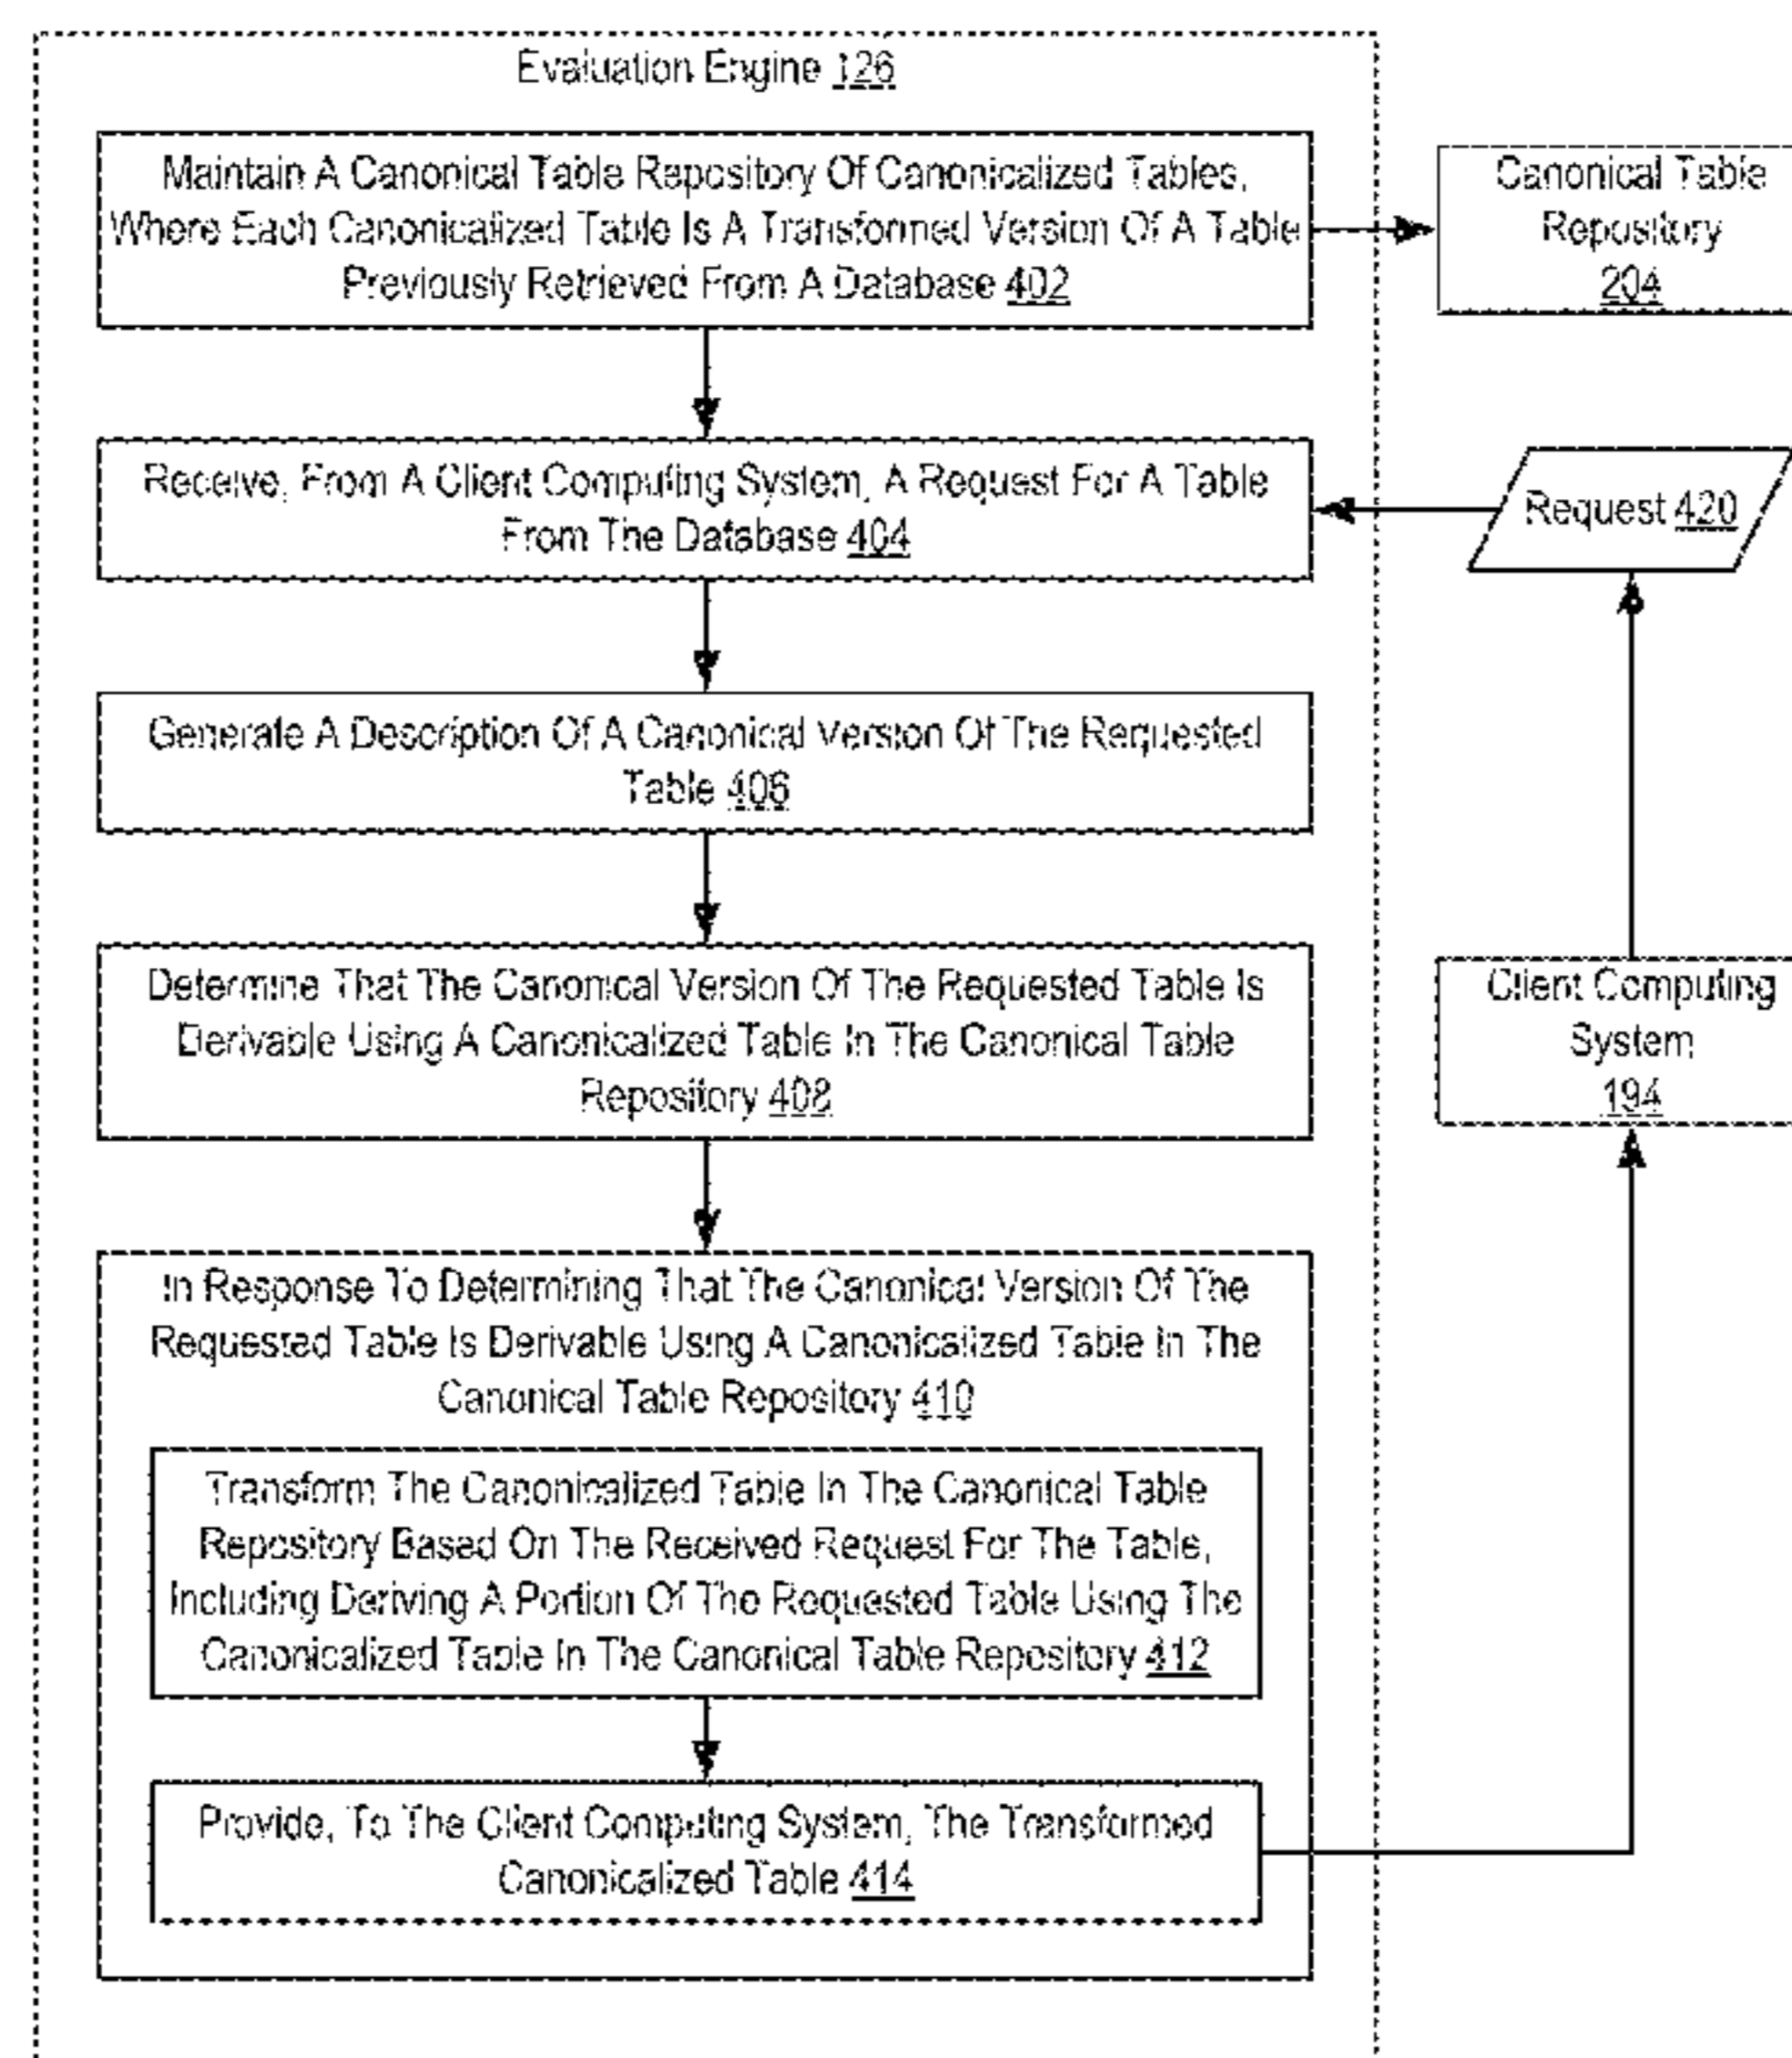 Evaluation Engine 126
Maintain A Canonical Table Repository Of Canonicalized Tables,
Where Each Canonicalized Table Is A Transformed Version Of A Table
Previously Retrieved From A Database 402
Canonical Table
Repository
204
Receive, From A Client Computing System, A Request For A Table
From The Database 404
Request 420
Generate A Description Of A Canonical Version Of The Requested
Table 406
Determine That The Canonical Version Of The Requested Table Is
Derivable Using A Canonicalized Table In The Canonical Table
Repository 408
Client Computing
System
194
In Response To Determining That The Canonical Version Of The
Requested Table Is Derivable Using A Canonicalized Table In The
Canonical Table Repository 410
Transform The Canonicalized Table In The Canonical Table
Repository Based On The Received Request For The Table,
Including Deriving A Portion Of The Requested Table Using The
Canonicalized Table In The Canonical Table Repository 412
Provide, To The Client Computing System, The Transformed
Canonicalized Table 414